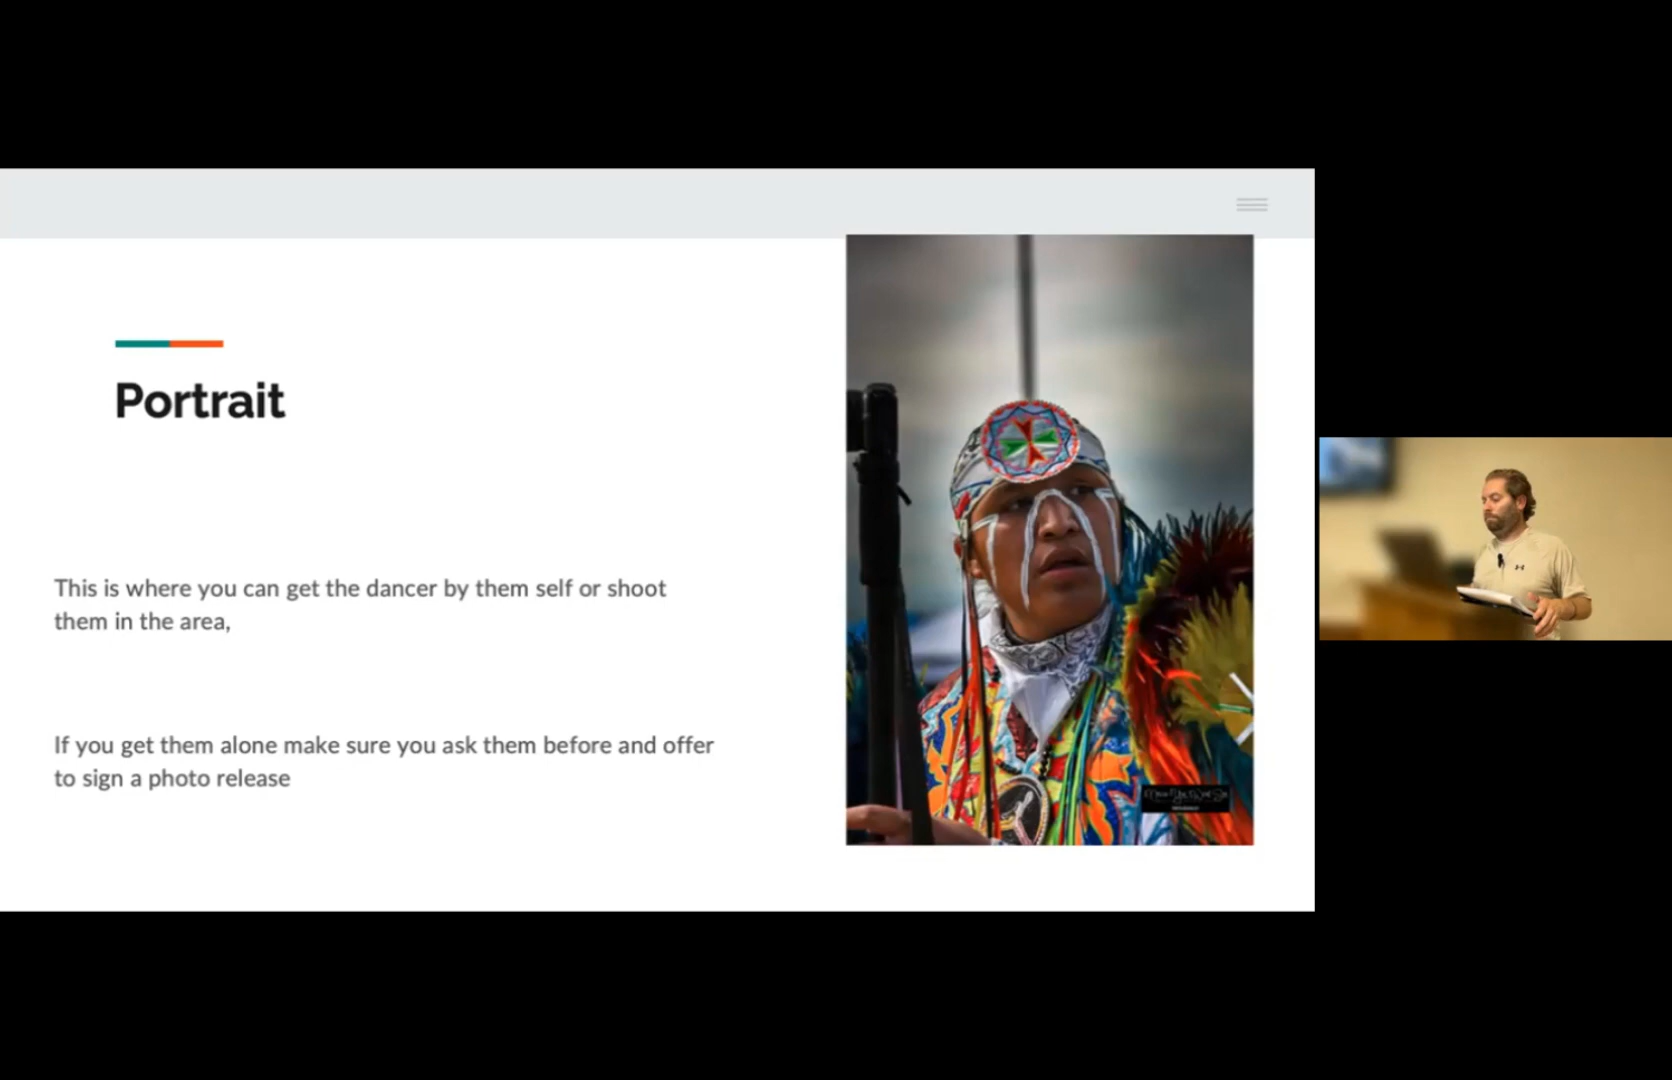 Portrait
This is where you can get the dancer by them self or shoot
them in the area,
If you get them alone make sure you ask them before and offer
to sign a photo release